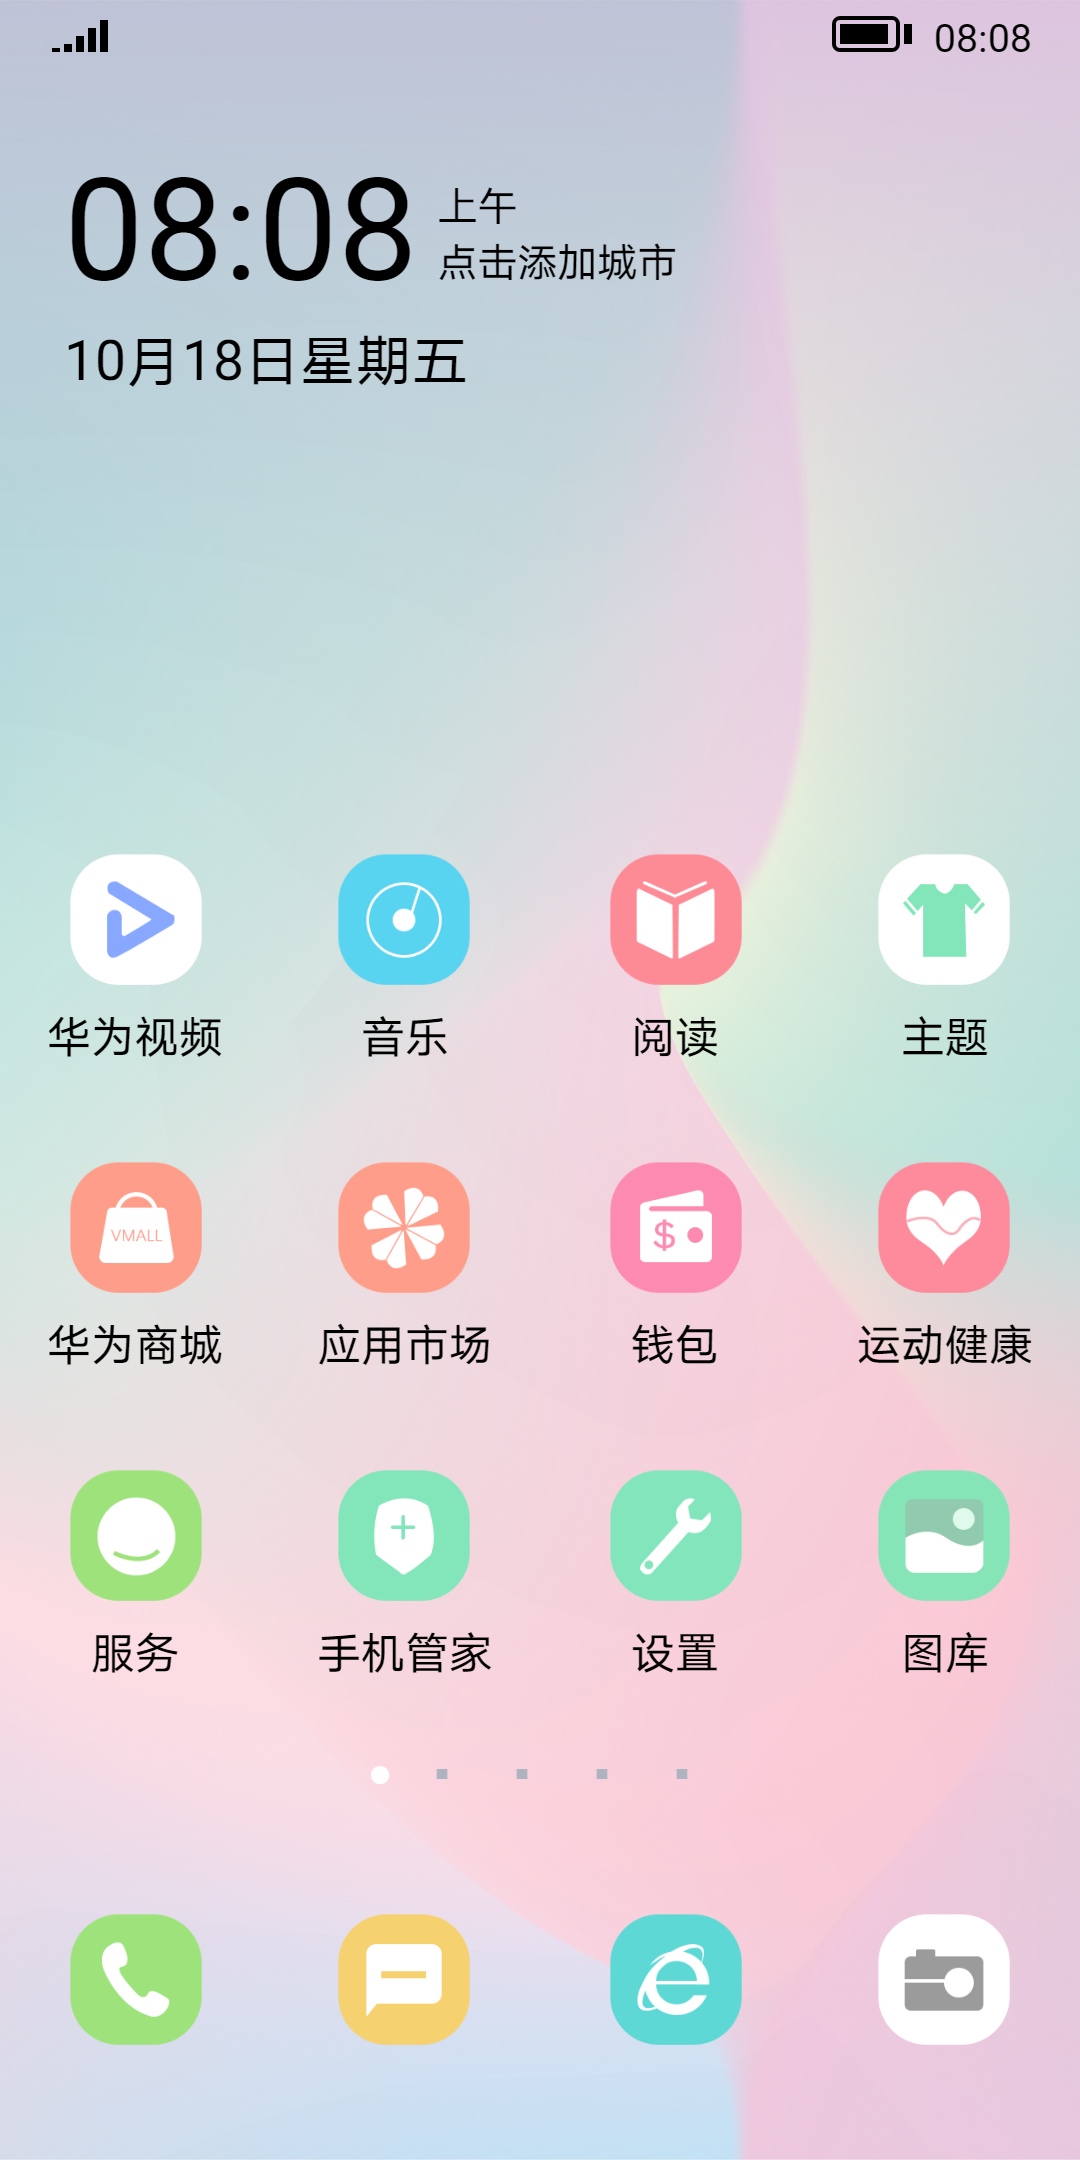 08:08
08:08
上午
点击添加城市
10月18日星期五
华为视频
音乐
阅读
主题
VMALL
$
华为商城
应用市场
钱包
运动健康
服务
手机管家
设置
图库